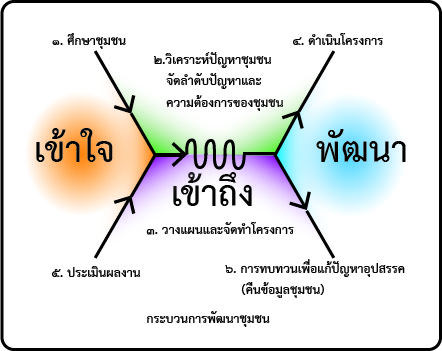 ๑. ศึกษาชุมชน
๔. ดำเนินโครงการ
๒.วิเคราะห์ปัญหาชุมชน
จัดลำดับปัญหาและ
ความต้องการของชุมชน
เข้าใจ
พัฒนา
เข้าถึง
๓. วางแผนและจัดทำโครงการ
๕. ประเมินผลงาน
๖. การทบทวนเพื่อแก้ปัญหาอุปสรรค
(คืนข้อมูลชุมชน)
กระบวนการพัฒนาชุมชน